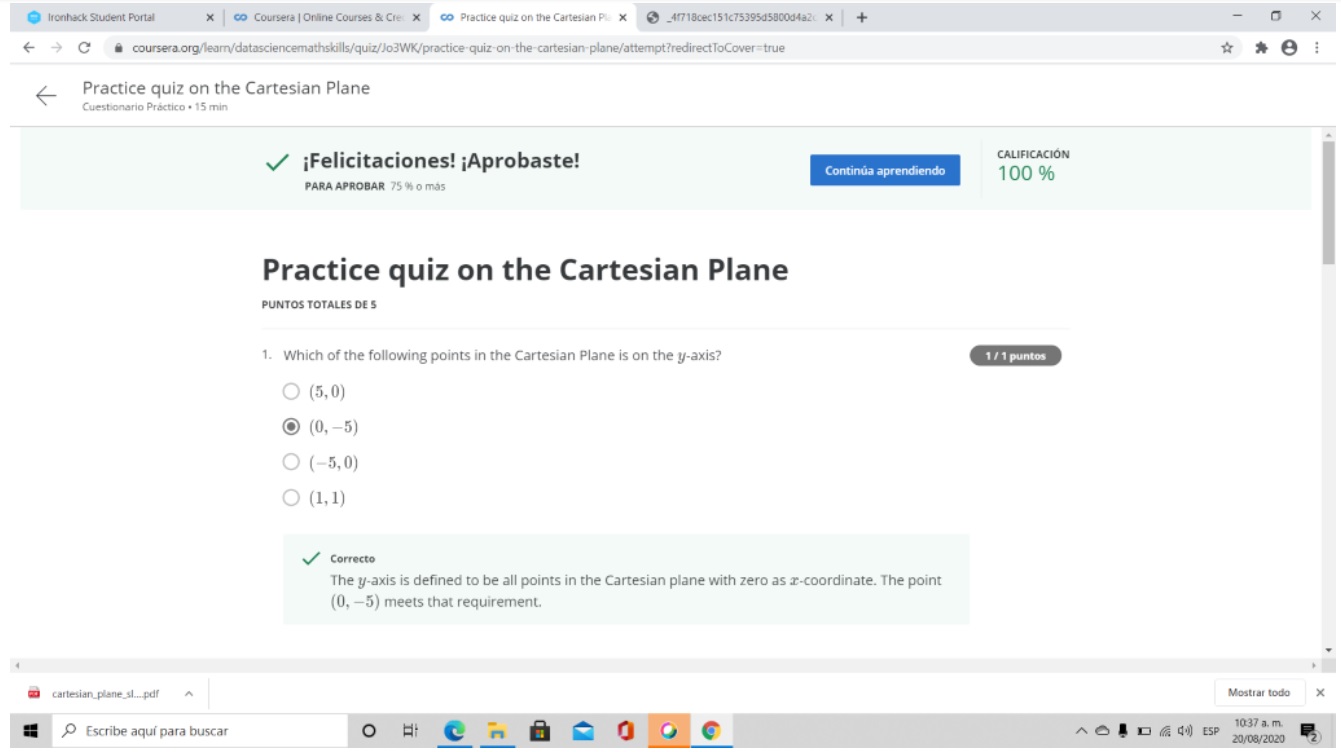 Ironhack Student Portal
Coursera | Online Courses & Cre
Practice quiz on the Cartesian Pla
_4f718cec151c75395d5800d4a2c
coursera.org/learn/datasciencemathskills/quiz/Jo3WK/practice-quiz-on-the-cartesian-plane/attempt?redirectToCover=true
Practice quiz on the Cartesian Plane
Cuestionario Práctico • 15 min
¡Felicitaciones! ¡Aprobaste!
PARA APROBAR 75 % o más
Continúa aprendiendo
CALIFICACIÓN
100 %
Practice quiz on the Cartesian Plane
PUNTOS TOTALES DE 5
1. Which of the following points in the Cartesian Plane is on the y-axis?
1 / 1 puntos
(5, 0)
(0, −5)
(−5, 0)
(1, 1)
Correcto
The y-axis is defined to be all points in the Cartesian plane with zero as x-coordinate. The point
(0, −5) meets that requirement.
cartesian_plane_sl....pdf
Mostrar todo
Escribe aquí para buscar
ESP
10:37 a. m.
20/08/2020
2